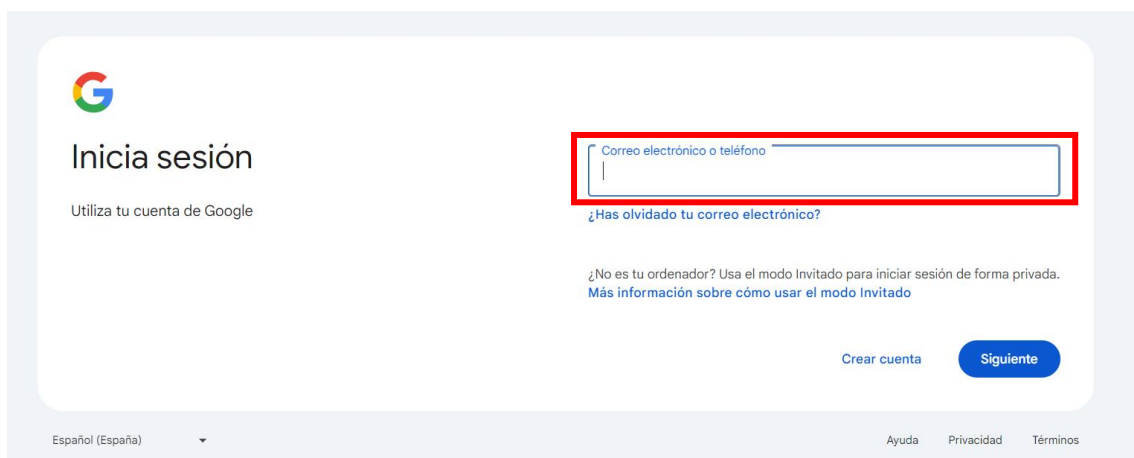 Inicia sesión
Utiliza tu cuenta de Google
Correo electrónico o teléfono
¿Has olvidado tu correo electrónico?
¿No es tu ordenador? Usa el modo Invitado para iniciar sesión de forma privada.
Más información sobre cómo usar el modo Invitado
Crear cuenta
Siguiente
Español (España)
Ayuda
Privacidad
Términos